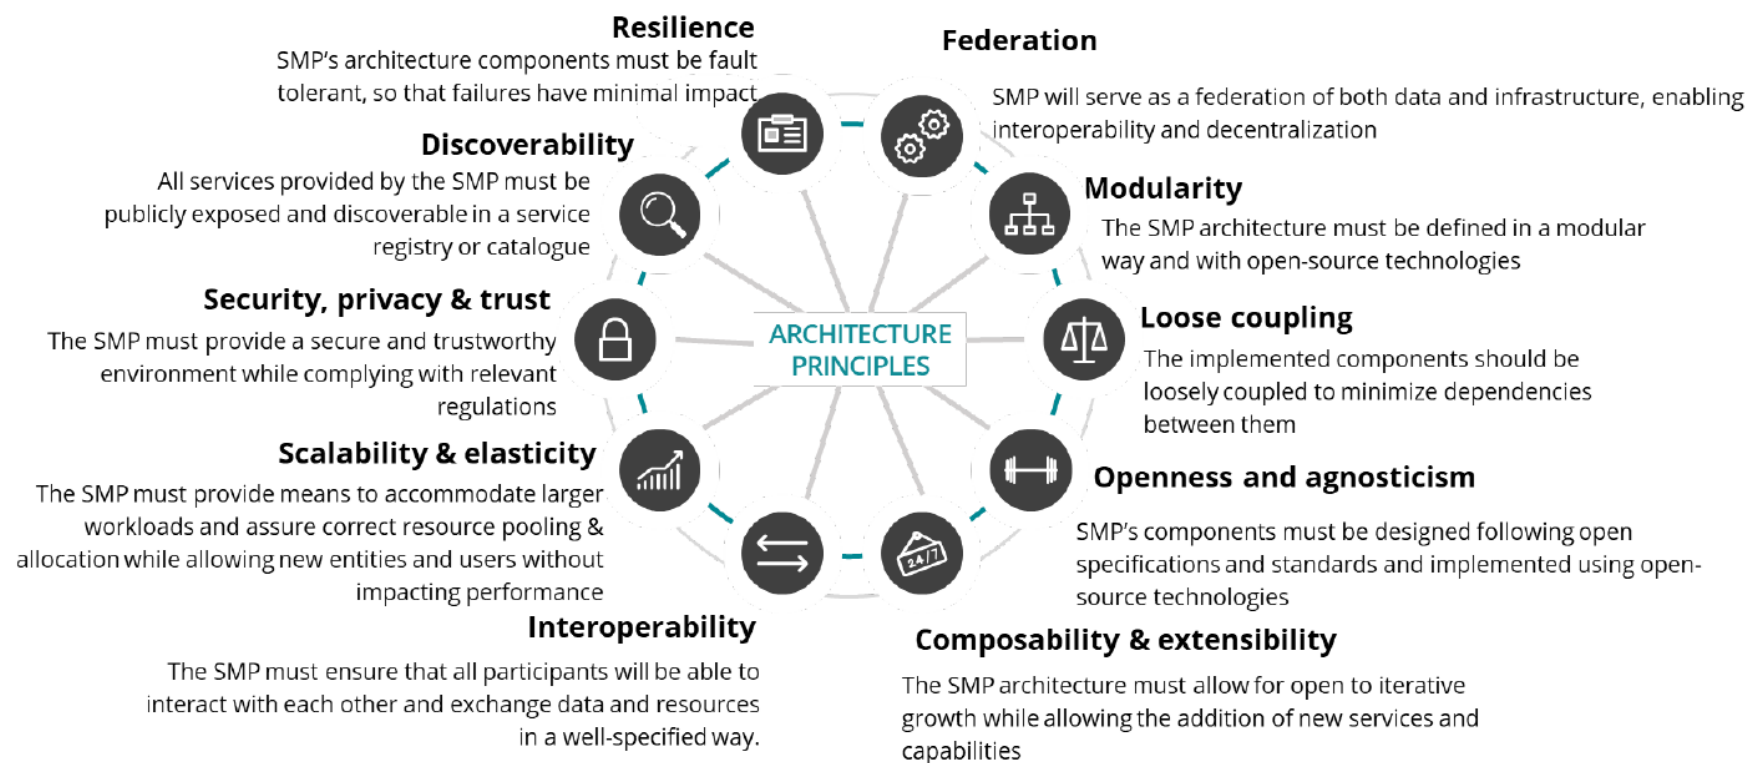 Resilience
SMP's architecture components must be fault
tolerant, so that failures have minimal impact
Federation
SMP will serve as a federation of both data and infrastructure, enabling
interoperability and decentralization
Discoverability
All services provided by the SMP must be
publicly exposed and discoverable in a service
registry or catalogue
Modularity
The SMP architecture must be defined in a modular
way and with open-source technologies
Security, privacy & trust
The SMP must provide a secure and trustworthy
environment while complying with relevant
regulations
ARCHITECTURE
PRINCIPLES
Loose coupling
The implemented components should be
loosely coupled to minimize dependencies
between them
Scalability & elasticity
The SMP must provide means to accommodate larger
workloads and assure correct resource pooling &
allocation while allowing new entities and users without
impacting performance
Openness and agnosticism
SMP's components must be designed following open
specifications and standards and implemented using open-
source technologies
24/7
Interoperability
The SMP must ensure that all participants will be able to
interact with each other and exchange data and resources
in a well-specified way.
Composability & extensibility
The SMP architecture must allow for open to iterative
growth while allowing the addition of new services and
capabilities